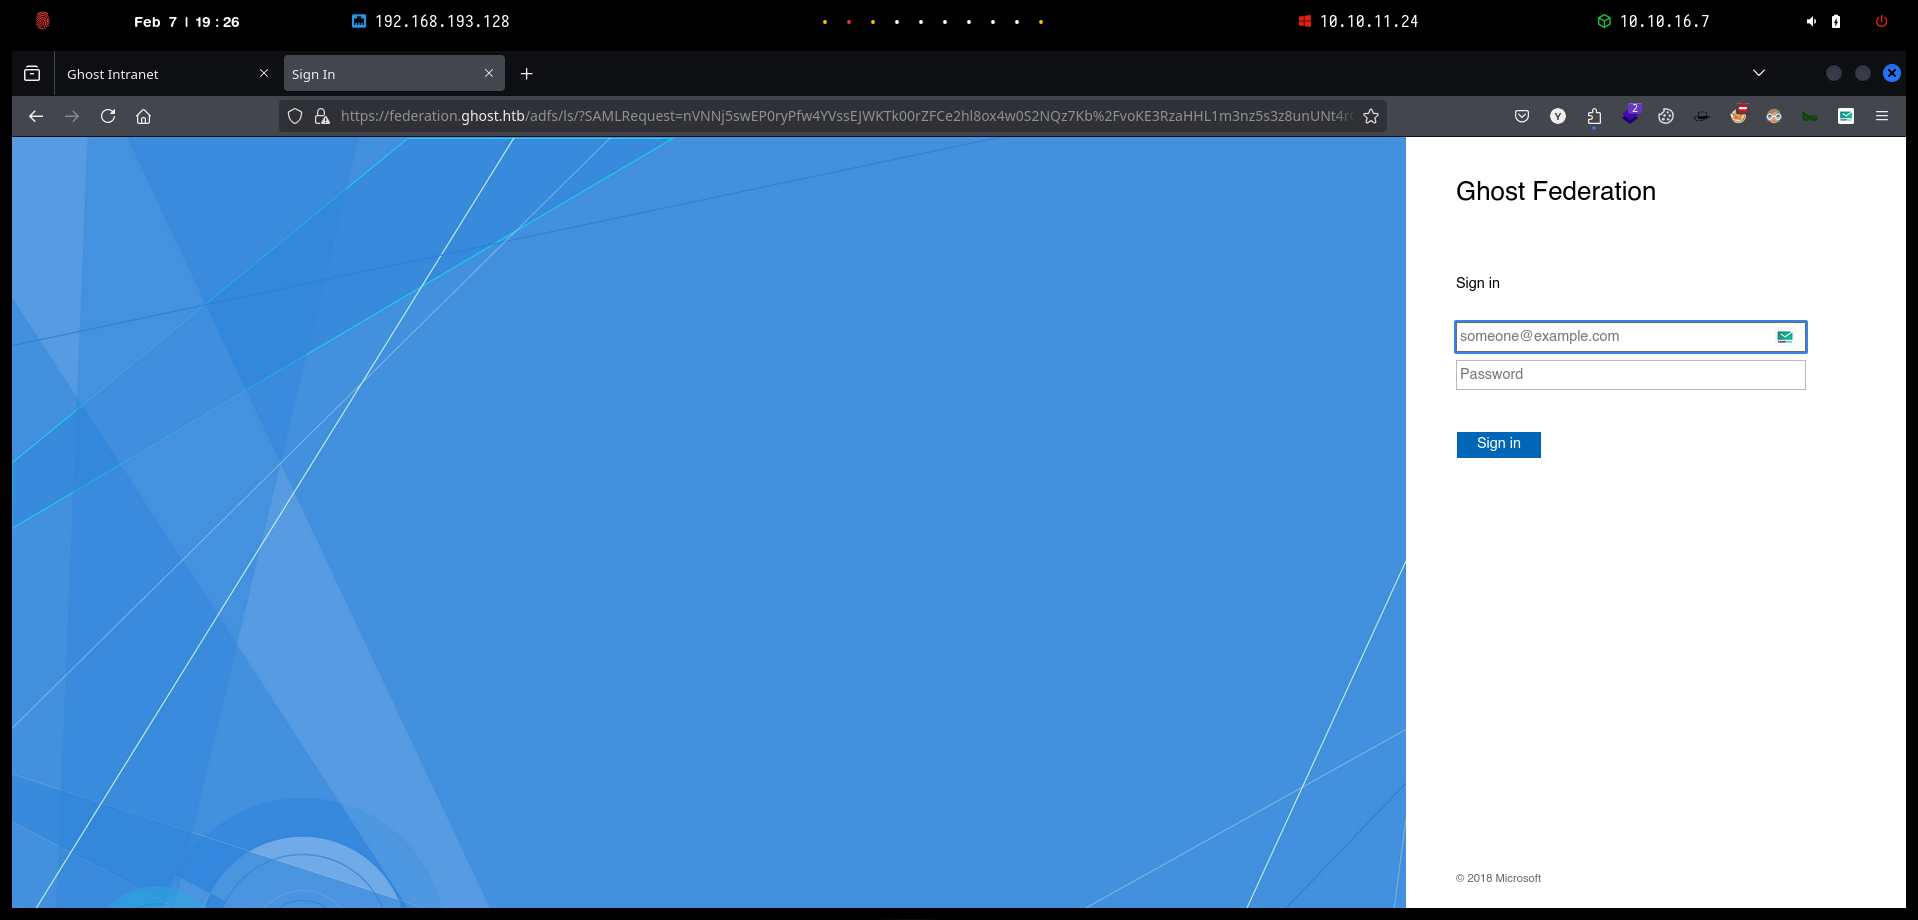 Feb 7 | 19 : 26
192.168.193.128
10.10.11.24
10.10.16.7
Ghost Intranet
Sign In
https://federation.ghost.htb/adfs/ls/?SAMLRequest=nVNNj5swEP0ryPfw4YVssEJWKTk00rZFCe2hl8ox4w0S2NQz7Kb%2FvoKE3RzaHHL1m3nz5s3z8unUNt4r
2
Ghost Federation
Sign in
someone@example.com
Password
Sign in
© 2018 Microsoft